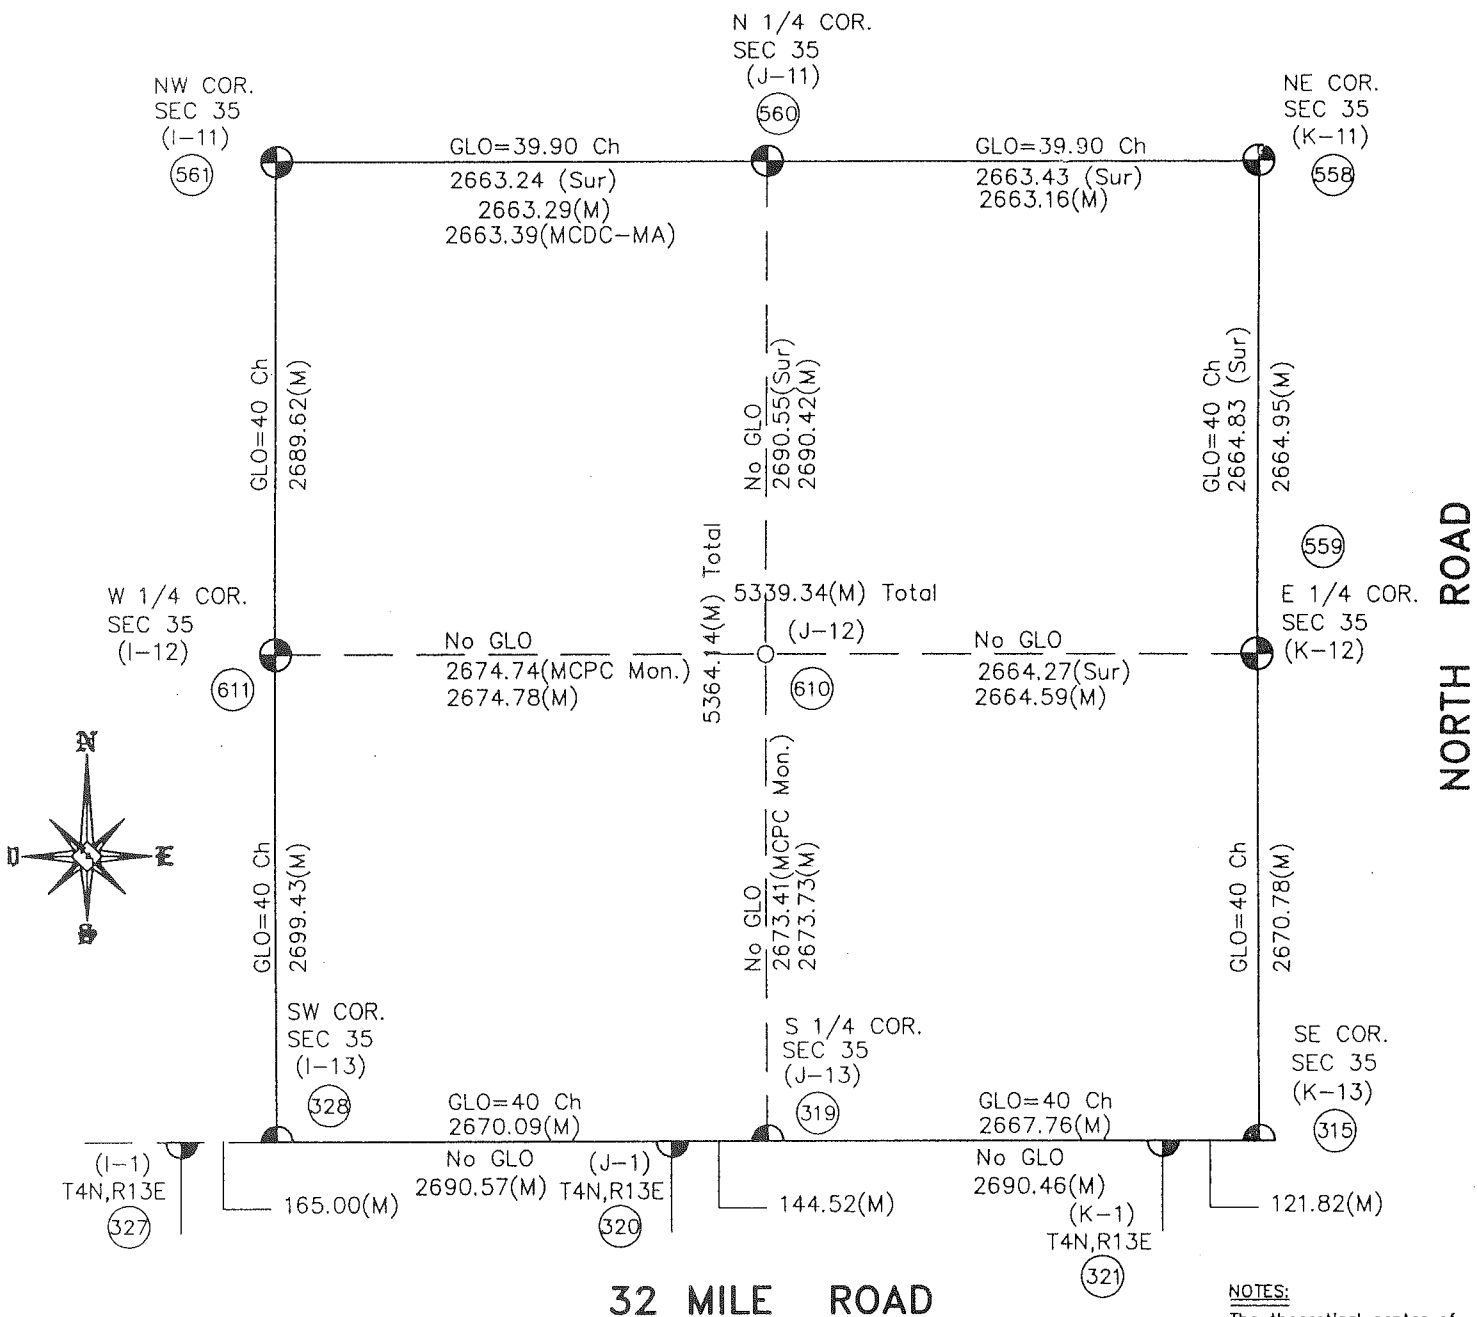 N 1/4 COR.
SEC 35
(J-11)
560
NW COR.
SEC 35
(I-11)
561
NE COR.
SEC 35
(K-11)
558
GLO=39.90 Ch
2663.24 (Sur)
2663.29(M)
2663.39(MCDC-MA)
GLO=39.90 Ch
2663.43 (Sur)
2663.16(M)
GLO=40 Ch
2689.62(M)
No GLO
2690.55(Sur)
2690.42(M)
GLO=40 Ch
2664.83 (Sur)
2664.95(M)
559
NORTH ROAD
W 1/4 COR.
SEC 35
(I-12)
611
5364.14(M) Total
5339.34(M) Total
(J-12)
610
E 1/4 COR.
SEC 35
(K-12)
No GLO
2674.74(MCPC Mon.)
2674.78(M)
No GLO
2664.27(Sur)
2664.59(M)
N
E
S
GLO=40 Ch
2699.43(M)
No GLO
2673.41(MCPC Mon.)
2673.73(M)
GLO=40 Ch
2670.78(M)
SW COR.
SEC 35
(I-13)
328
S 1/4 COR.
SEC 35
(J-13)
319
SE COR.
SEC 35
(K-13)
315
GLO=40 Ch
2670.09(M)
GLO=40 Ch
2667.76(M)
(I-1)
T4N,R13E
327
165.00(M)
No GLO
2690.57(M)
(J-1)
T4N,R13E
320
144.52(M)
No GLO
2690.46(M)
(K-1)
T4N,R13E
321
121.82(M)
32 MILE ROAD
NOTES: